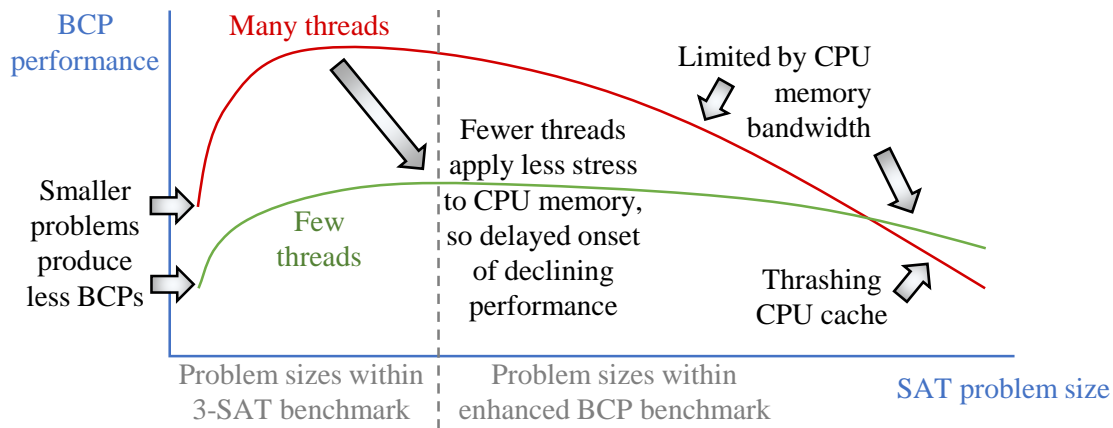 BCP
performance
Many threads
Limited by CPU
memory
bandwidth
Fewer threads
apply less stress
to CPU memory,
so delayed onset
of declining
performance
Smaller
problems
produce
less BCPs
Few
threads
Thrashing
CPU cache
Problem sizes within
3-SAT benchmark
Problem sizes within
enhanced BCP benchmark
SAT problem size